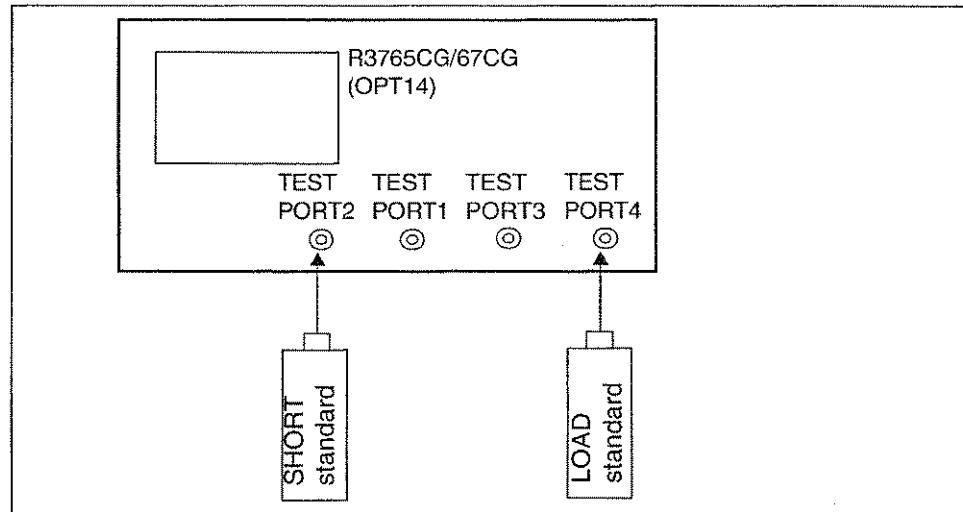 R3765CG/67CG
(OPT14)
TEST TEST TEST TEST
PORT2 PORT1 PORT3 PORT4
SHORT
standard
LOAD
standard